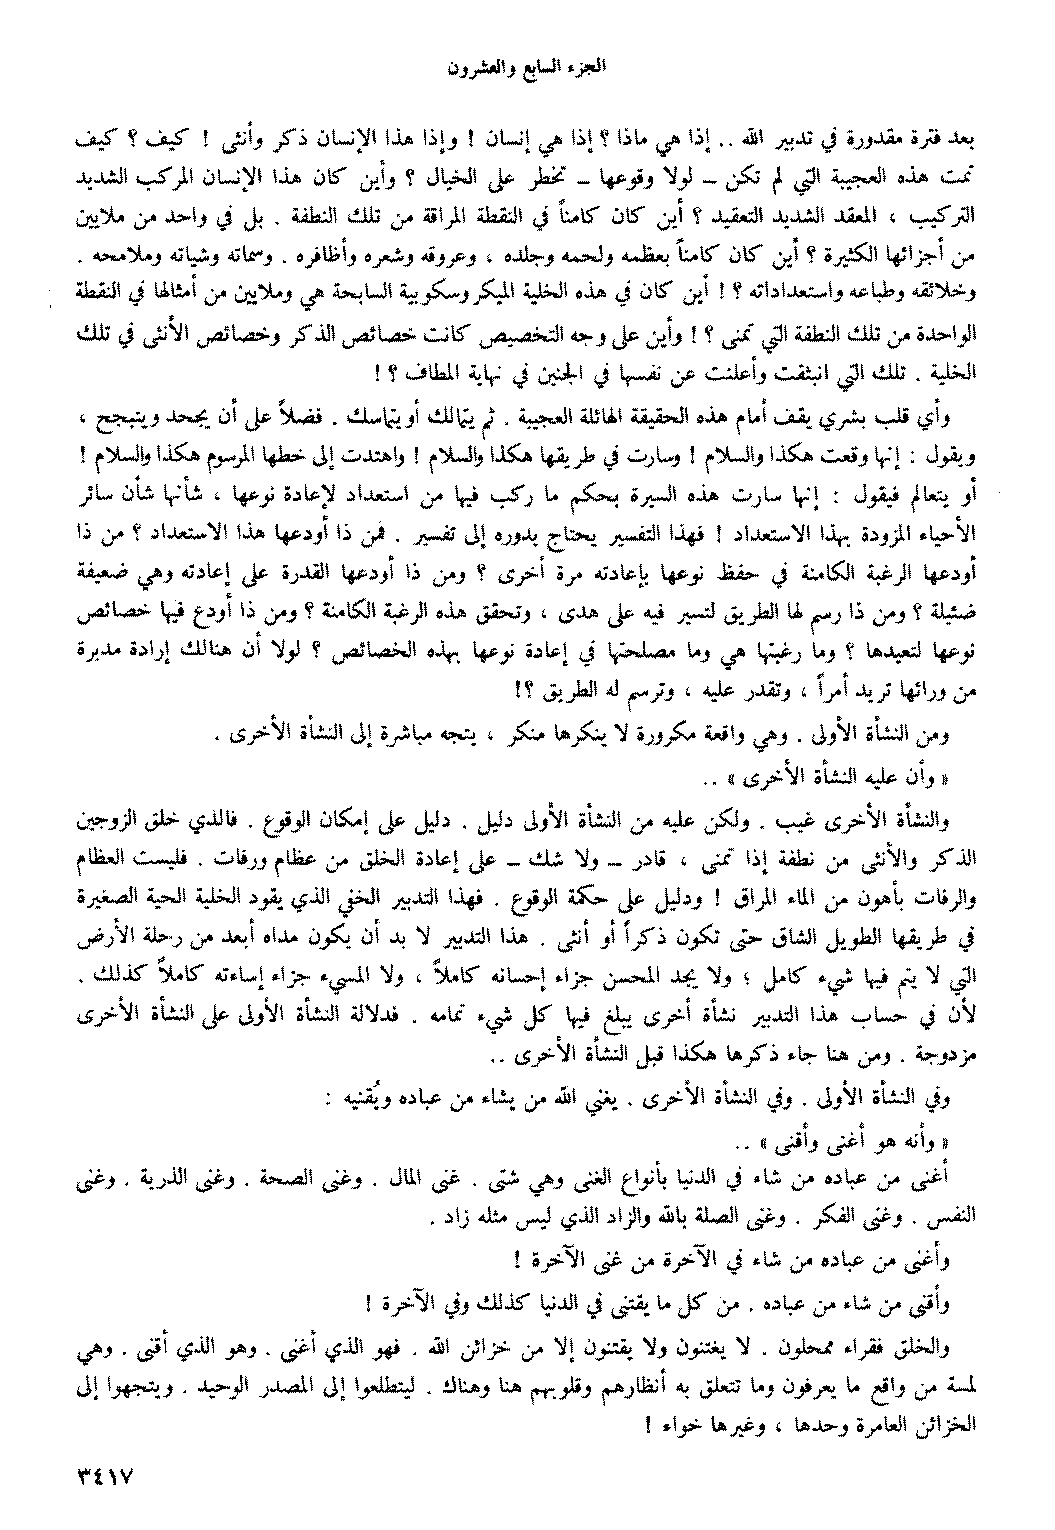 الجزء السابع والعشرون
بعد فترة مقدورة في تدبير الله .. إذا هي ماذا ؟ إذا هي إنسان ! وإذا هذا الإنسان ذكر وأنثى ! كيف ؟ كيف
تمت هذه العجيبة التي لم تكن – لولا وقوعها – تخطر على الخيال ؟ وأين كان هذا الإنسان المركب الشديد
التركيب ، المعقد الشديد التعقيد ؟ أين كان كامناً في النقطة المراقة من تلك النطفة . بل في واحد من ملايين
من أجزائها الكثيرة ؟ أين كان كامناً بعظمه ولحمه وجلده ، وعروقه وشعره وأظافره . وسماته وشياته وملامحه .
وخلائقه وطباعه واستعداداته ؟ ! أين كان في هذه الخلية الميكروسكوبية السابحة هي وملايين من أمثالها في النقطة
الواحدة من تلك النطفة التي تمنى ؟ ! وأين على وجه التخصيص كانت خصائص الذكر وخصائص الأنثى في تلك
الخلية . تلك التي انبثقت وأعلنت عن نفسها في الجنين في نهاية المطاف ؟ !
وأي قلب بشري يقف أمام هذه الحقيقة الهائلة العجيبة . ثم يتمالك أو يتماسك . فضلاً على أن يجحد ويتبجح ،
ويقول : إنها وقعت هكذا والسلام ! وسارت في طريقها هكذا والسلام ! واهتدت إلى خطها المرسوم هكذا والسلام !
أو يتعالم فيقول : إنها سارت هذه السيرة بحكم ما ركب فيها من استعداد لإعادة نوعها ، شأنها شأن سائر
الأحياء المزودة بهذا الاستعداد ! فهذا التفسير يحتاج بدوره إلى تفسير . فمن ذا أودعها هذا الاستعداد ؟ من ذا
أودعها الرغبة الكامنة في حفظ نوعها بإعادته مرة أخرى ؟ ومن ذا أودعها القدرة على إعادته وهي ضعيفة
ضئيلة ؟ ومن ذا رسم لها الطريق لتسير فيه على هدى ، وتحقق هذه الرغبة الكامنة ؟ ومن ذا أودع فيها خصائص
نوعها لتعيدها ؟ وما رغبتها هي وما مصلحتها في إعادة نوعها بهذه الخصائص ؟ لولا أن هنالك إرادة مدبرة
من ورائها تريد أمراً ، وتقدر عليه ، وترسم له الطريق ؟!
ومن النشأة الأولى . وهي واقعة مكرورة لا ينكرها منكر ، يتجه مباشرة إلى النشأة الأخرى .
« وأن عليه النشأة الأخرى » ..
والنشأة الأخرى غيب . ولكن عليه من النشأة الأولى دليل . دليل على إمكان الوقوع . فالذي خلق الزوجين
الذكر والأنثى من نطفة إذا تمنى ، قادر – ولا شك – على إعادة الخلق من عظام ورفات . فليست العظام
والرفات بأهون من الماء المراق ! ودليل على حكمة الوقوع . فهذا التدبير الخفي الذي يقود الخلية الحية الصغيرة
في طريقها الطويل الشاق حتى تكون ذكراً أو أنثى . هذا التدبير لا بد أن يكون مداه أبعد من رحلة الأرض
التي لا يتم فيها شيء كامل ؛ ولا يجد المحسن جزاء إحسانه كاملاً ، ولا المسيء جزاء إساءته كاملاً كذلك .
لأن في حساب هذا التدبير نشأة أخرى يبلغ فيها كل شيء تمامه . فدلالة النشأة الأولى على النشأة الأخرى
مزدوجة . ومن هنا جاء ذكرها هكذا قبل النشأة الأخرى ..
وفي النشأة الأولى . وفي النشأة الأخرى . يغني الله من يشاء من عباده ويُقنيه :
« وأنه هو أغنى وأقنى » ..
أغنى من عباده من شاء في الدنيا بأنواع الغنى وهي شتى . غنى المال . وغنى الصحة . وغنى الذرية . وغنى
النفس . وغنى الفكر . وغنى الصلة بالله والزاد الذي ليس مثله زاد .
وأغنى من عباده من شاء في الآخرة من غنى الآخرة !
وأقنى من شاء من عباده . من كل ما يقتنى في الدنيا كذلك وفي الآخرة !
والخلق فقراء ممحلون . لا يغتنون ولا يقتنون إلا من خزائن الله . فهو الذي أغنى . وهو الذي أقنى . وهي
لمسة من واقع ما يعرفون وما تتعلق به أنظارهم وقلوبهم هنا وهناك . ليتطلعوا إلى المصدر الوحيد . ويتجهوا إلى
الخزائن العامرة وحدها ، وغيرها خواء !
٣٤١٧